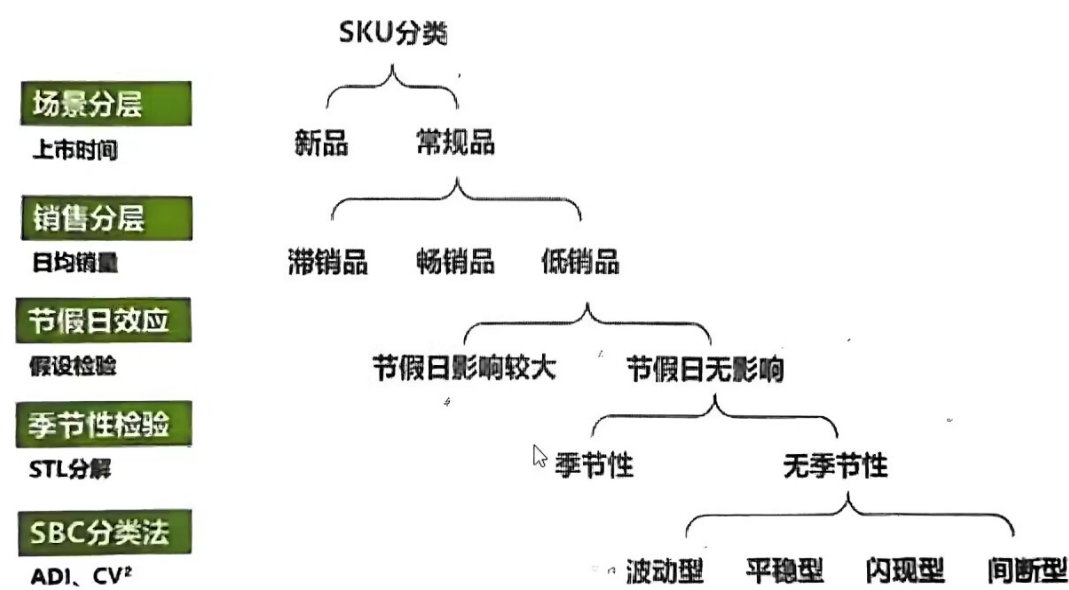 SKU分类
场景分层
上市时间
新品 常规品
销售分层
日均销量
滞销品 畅销品 低销品
节假日效应
假设检验
节假日影响较大 节假日无影响
季节性检验
STL分解
季节性 无季节性
SBC分类法
ADI、CV²
波动型 平稳型 闪现型 间断型